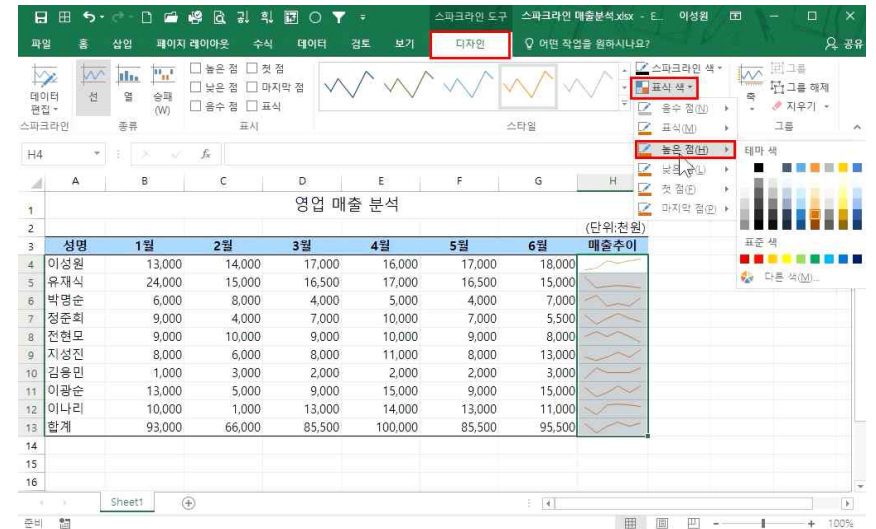 스파크라인 도구 스파크라인 매출분석.xlsx - E... 이성원
파일 홈 삽입 페이지 레이아웃 수식 데이터 검토 보기 디자인 어떤 작업을 원하시나요? 공유
데이터 편집 선 열 승패 (W)
높은 점 첫 점
낮은 점 마지막 점
음수 점 표식
스파크라인 색
표식 색
축 그룹
그룹 해제
지우기
스파크라인 종류 표시 스타일 그룹
음수 점(N)
표식(M)
높은 점(H)
낮은 점(L)
첫 점(F)
마지막 점(P)
테마 색
표준 색
다른 색(M)...
H4 fx
A B C D E F G H
1 영업 매출 분석
2 (단위:천원)
3 성명 1월 2월 3월 4월 5월 6월 매출추이
4 이성원 13,000 14,000 17,000 16,000 17,000 18,000
5 유재식 24,000 15,000 16,500 17,000 16,500 15,000
6 박명순 6,000 8,000 4,000 5,000 4,000 7,000
7 정준희 9,000 4,000 7,000 10,000 7,000 5,500
8 전현모 9,000 10,000 9,000 10,000 9,000 8,000
9 지성진 8,000 6,000 8,000 11,000 8,000 13,000
10 김용민 1,000 3,000 2,000 2,000 2,000 3,000
11 이광순 13,000 5,000 9,000 15,000 9,000 15,000
12 이나리 10,000 1,000 13,000 14,000 13,000 11,000
13 합계 93,000 66,000 85,500 100,000 85,500 95,500
14
15
16
Sheet1
준비 100%